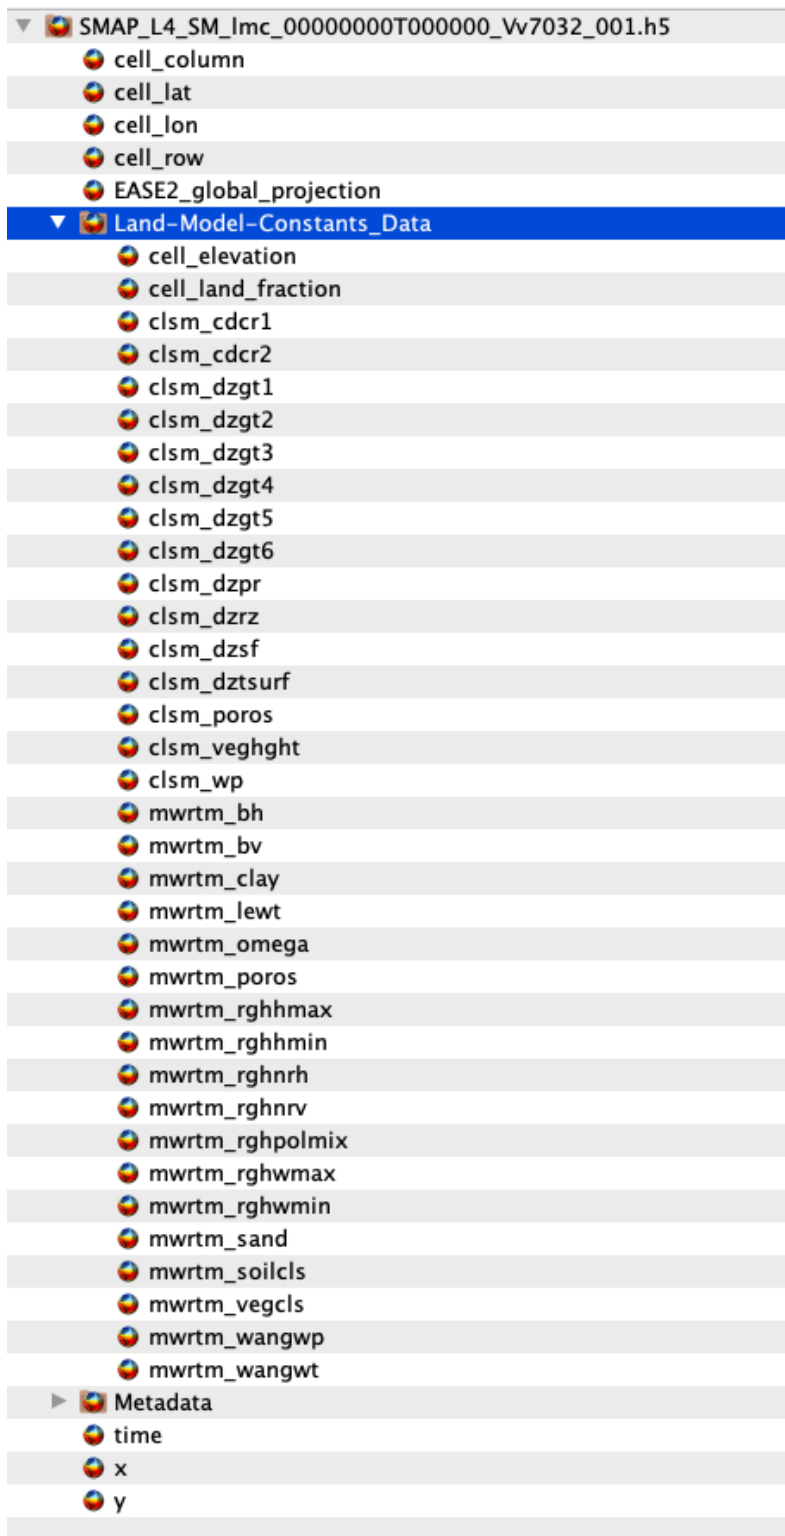 SMAP_L4_SM_lmc_00000000T000000_Vv7032_001.h5
cell_column
cell_lat
cell_lon
cell_row
EASE2_global_projection
Land-Model-Constants_Data
cell_elevation
cell_land_fraction
clsm_cdcr1
clsm_cdcr2
clsm_dzgt1
clsm_dzgt2
clsm_dzgt3
clsm_dzgt4
clsm_dzgt5
clsm_dzgt6
clsm_dzpr
clsm_dzrz
clsm_dzsf
clsm_dztsurf
clsm_poros
clsm_veghght
clsm_wp
mwrtm_bh
mwrtm_bv
mwrtm_clay
mwrtm_lewt
mwrtm_omega
mwrtm_poros
mwrtm_rghhmax
mwrtm_rghhmin
mwrtm_rghnrh
mwrtm_rghnrv
mwrtm_rghpolmix
mwrtm_rghwmax
mwrtm_rghwmin
mwrtm_sand
mwrtm_soilcls
mwrtm_vegcls
mwrtm_wangwp
mwrtm_wangwt
Metadata
time
x
y